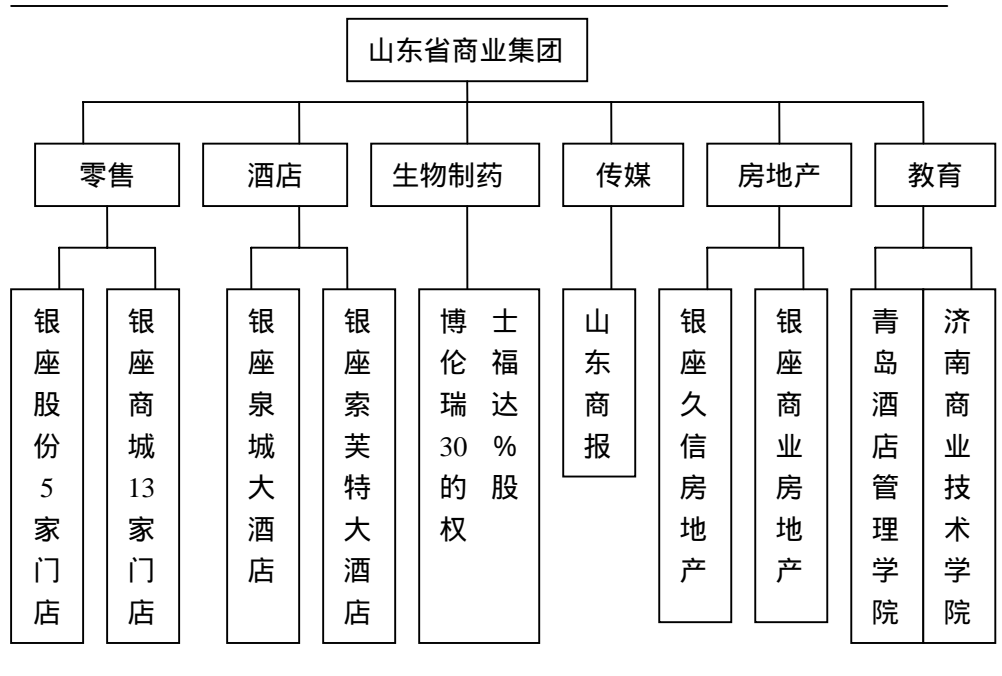 山东省商业集团
零售
酒店
生物制药
传媒
房地产
教育
银座股份5家门店
银座商城13家门店
银座泉城大酒店
银座索芙特大酒店
博士
伦福
瑞达
30%
的股
权
山东商报
银座久信房地产
银座商业房地产
青岛酒店管理学院
济南商业技术学院